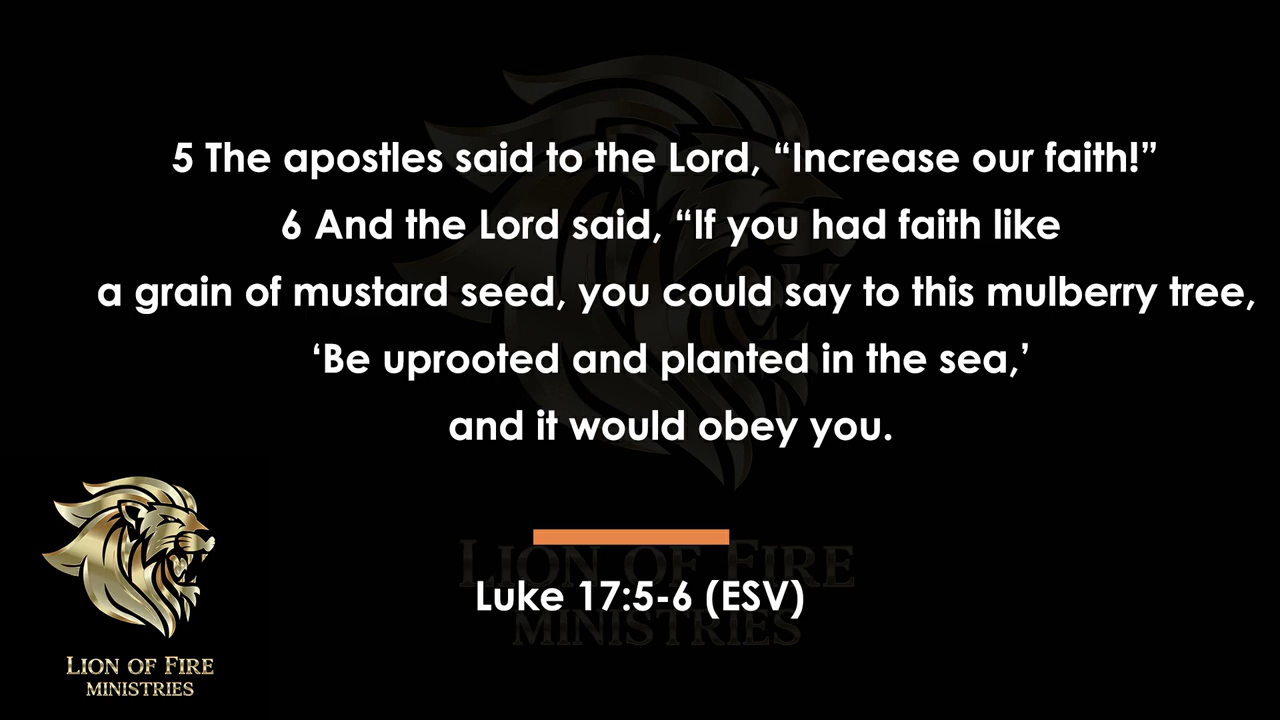 5 The apostles said to the Lord, “Increase our faith!”
6 And the Lord said, “If you had faith like
a grain of mustard seed, you could say to this mulberry tree,
‘Be uprooted and planted in the sea,’
and it would obey you.
LION OF FIRE
MINISTRIES
Luke 17:5-6 (ESV)
LION OF FIRE
MINISTRIES